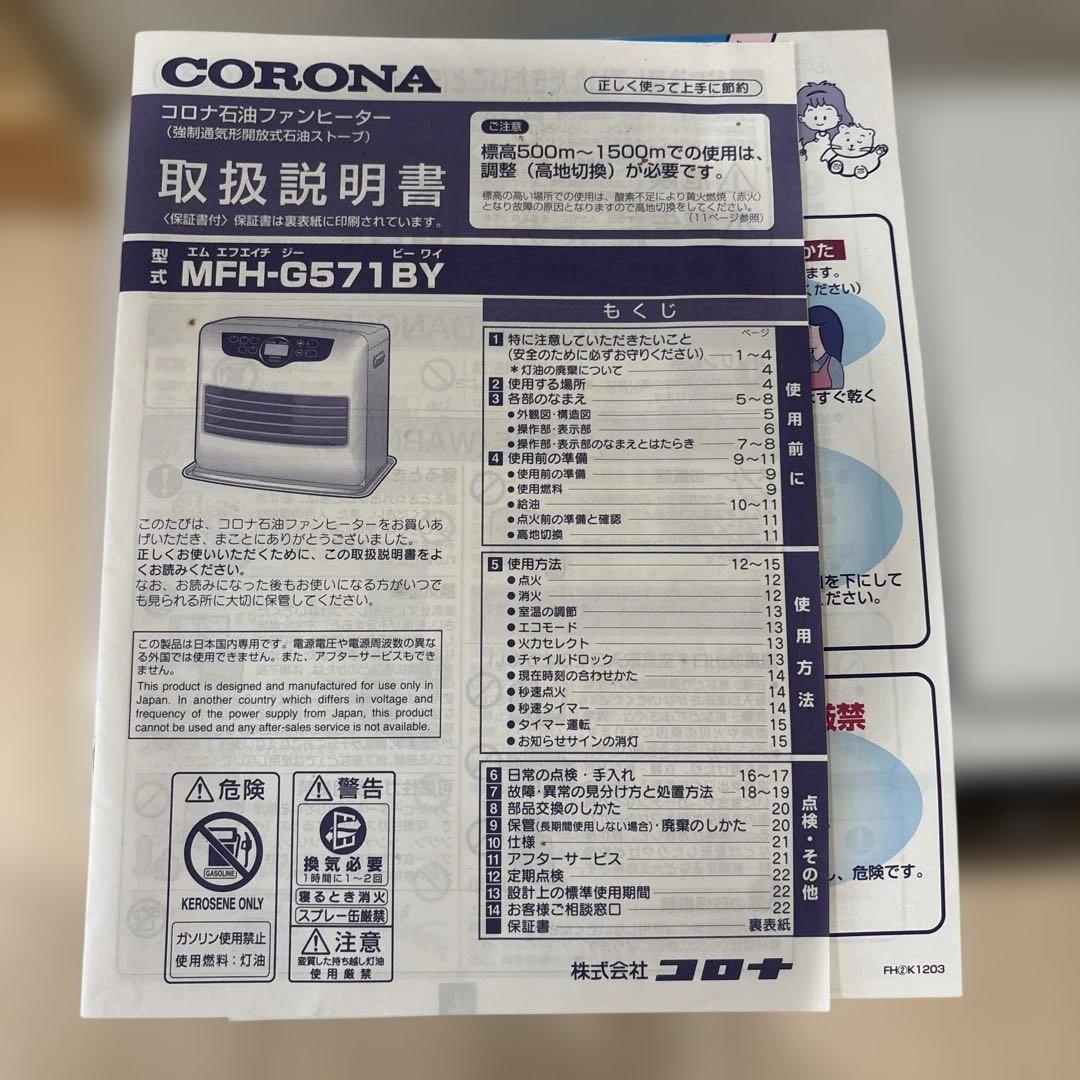 CORONA
正しく使って上手に節約
コロナ石油ファンヒーター
(強制通気形開放式石油ストーブ)
取扱説明書
〈保証書付〉保証書は裏表紙に印刷されています。
ご注意
標高500m～1500mでの使用は、
調整（高地切換）が必要です。
標高の高い場所での使用は、酸素不足により黄火燃焼（赤火）
となり故障の原因となりますので高地切換をしてください。
(11ページ参照)
型式
エム エフエイチ ジー ビー ワイ
MFH-G571BY
このたびは、コロナ石油ファンヒーターをお買いあ
げいただき、まことにありがとうございました。
正しくお使いいただくために、この取扱説明書をよ
くお読みください。
なお、お読みになった後もお使いになる方がいつで
も見られる所に大切に保管してください。
この製品は日本国内専用です。電源電圧や電源周波数の異な
る外国では使用できません。また、アフターサービスもでき
ません。
This product is designed and manufactured for use only in
Japan. In another country which differs in voltage and
frequency of the power supply from Japan, this product
cannot be used and any after-sales service is not available.
危険
GASOLINE
KEROSENE ONLY
ガソリン使用禁止
使用燃料：灯油
警告
換気必要
1時間に1～2回
寝るとき消火
スプレー缶厳禁
注意
変質した持ち越し灯油
使用厳禁
もくじ
ページ
1 特に注意していただきたいこと
(安全のために必ずお守りください) 1～4
＊灯油の廃棄について 4
2 使用する場所 4
3 各部のなまえ 5～8
●外観図・構造図 5
●操作部・表示部 6
●操作部・表示部のなまえとはたらき 7～8
4 使用前の準備 9～11
●使用前の準備 9
●使用燃料 9
●給油 10～11
●点火前の準備と確認 11
●高地切換 11
使用前に
5 使用方法 12～15
●点火 12
●消火 12
●室温の調節 13
●エコモード 13
●火力セレクト 13
●チャイルドロック 13
●現在時刻の合わせかた 14
●秒速点火 14
●秒速タイマー 14
●タイマー運転 15
●お知らせサインの消灯 15
使用方法
6 日常の点検・手入れ 16～17
7 故障・異常の見分け方と処置方法 18～19
8 部品交換のしかた 20
9 保管(長期間使用しない場合)・廃棄のしかた 20
10 仕様 21
11 アフターサービス 21
12 定期点検 22
13 設計上の標準使用期間 22
14 お客様ご相談窓口 22
■ 保証書 裏表紙
点検・その他
株式会社 コロナ
かた
ます。
ください)
すぐ乾く
を下にして
ださい。
厳禁
し、危険です。
FH②K1203